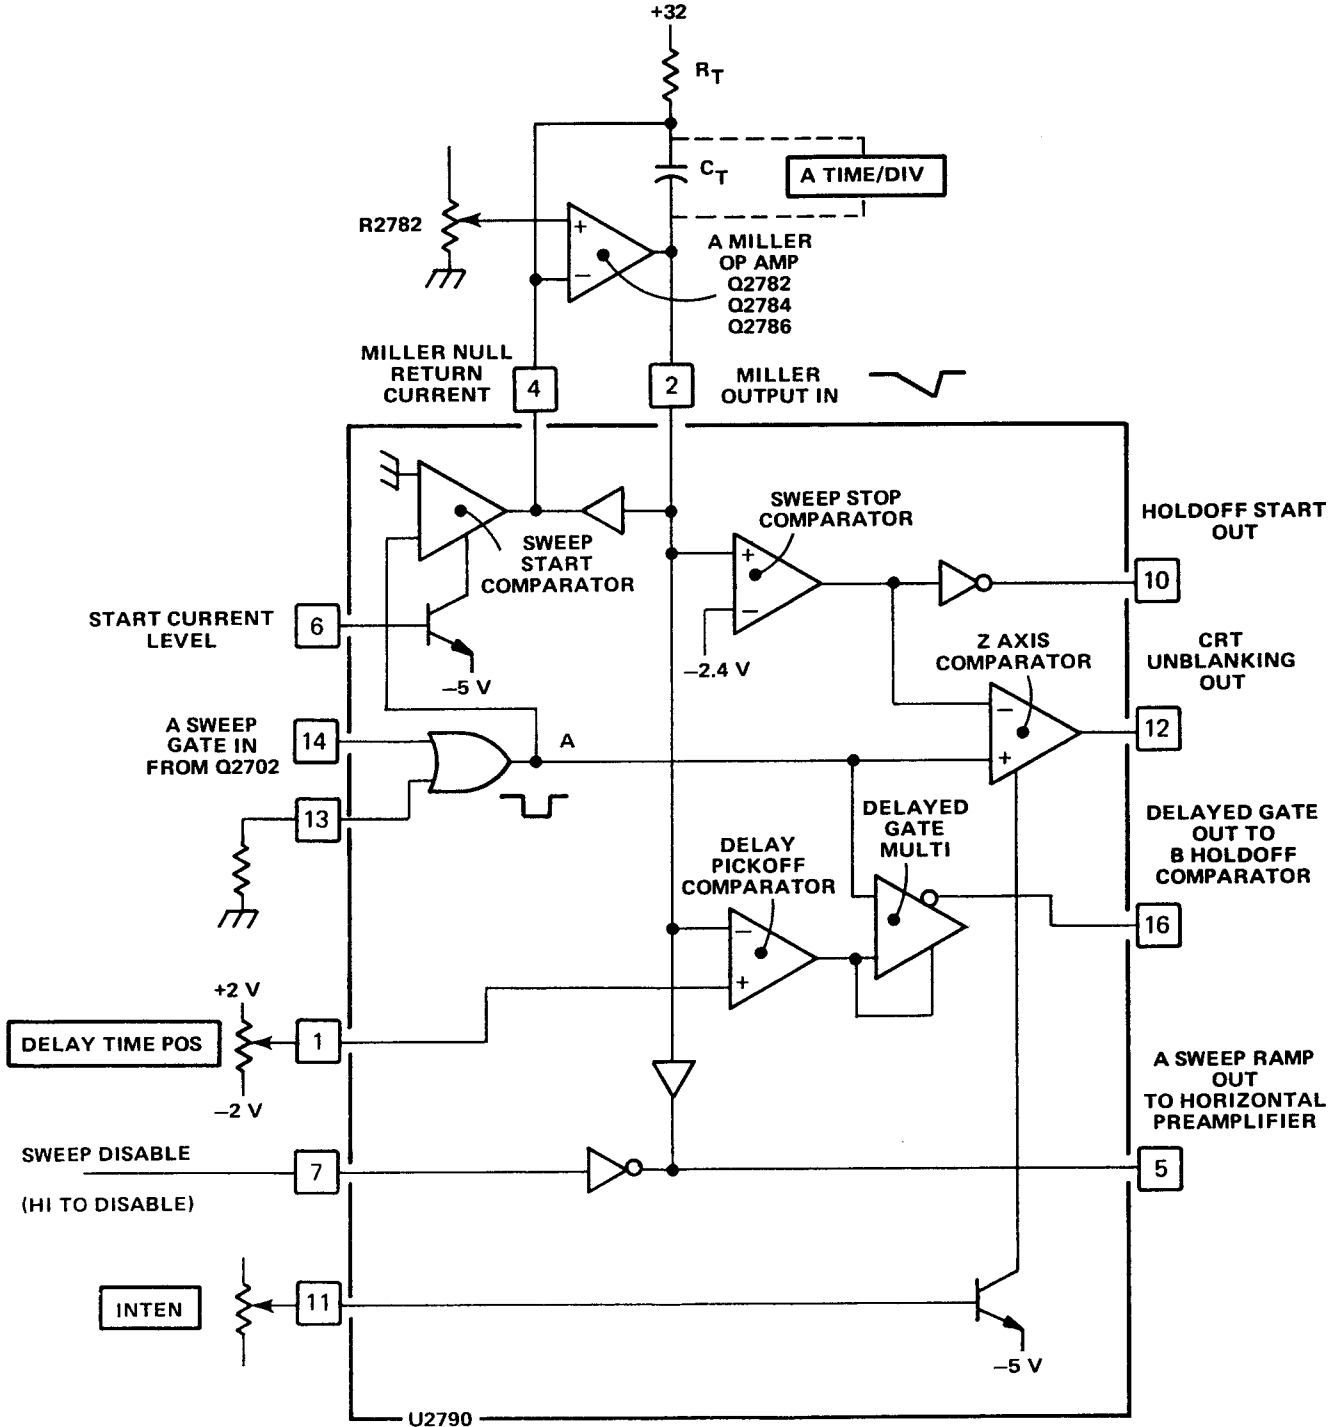 +32
RT
CT
A TIME/DIV
R2782
+
−
A MILLER
OP AMP
Q2782
Q2784
Q2786
MILLER NULL
RETURN
CURRENT
4
2
MILLER
OUTPUT IN
SWEEP
START
COMPARATOR
SWEEP STOP
COMPARATOR
+
−
−2.4 V
HOLDOFF START
OUT
10
START CURRENT
LEVEL
6
−5 V
Z AXIS
COMPARATOR
−
+
CRT
UNBLANKING
OUT
12
A SWEEP
GATE IN
FROM Q2702
14
A
13
DELAY
PICKOFF
COMPARATOR
−
+
DELAYED
GATE
MULTI
DELAYED GATE
OUT TO
B HOLDOFF
COMPARATOR
16
+2 V
DELAY TIME POS
1
−2 V
A SWEEP RAMP
OUT
TO HORIZONTAL
PREAMPLIFIER
5
SWEEP DISABLE
7
(HI TO DISABLE)
INTEN
11
−5 V
U2790